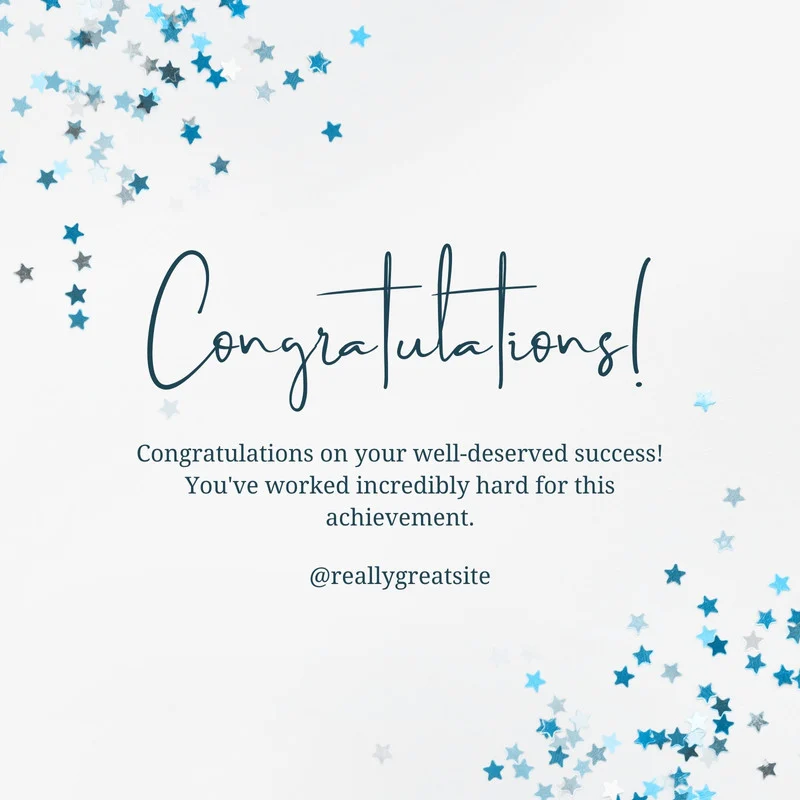 Congratulations!
Congratulations on your well-deserved success!
You've worked incredibly hard for this
achievement.
@reallygreatsite